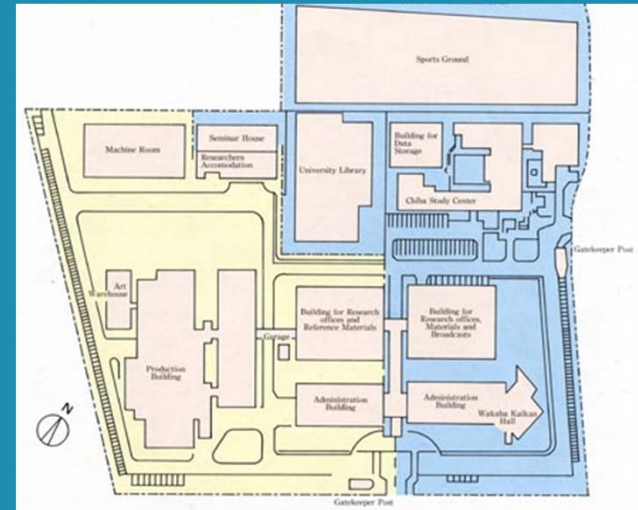 Sports Ground
Machine Room
Seminar House
Researchers
Accomodation
University Library
Building for
Data
Storage
Chiba Study Center
Gatekeeper Post
Art
Warehouse
Building for Research
offices and
Reference Materials
Building for
Research offices,
Materials and
Broadcasts
Garage
Production
Building
Administration
Building
Administration
Building
Wakaba Kaikan
Hall
N
Gatekeeper Post